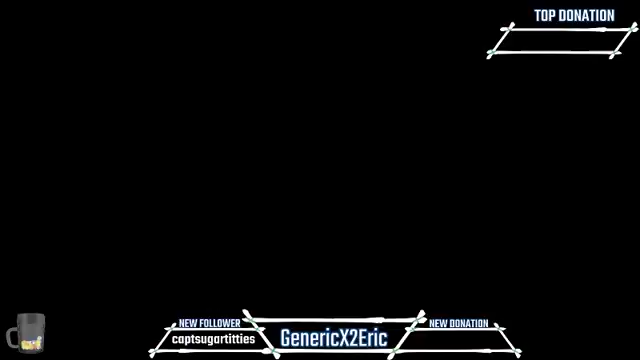 TOP DONATION
NEW FOLLOWER
NEW DONATION
captsugartitties
GenericX2Eric